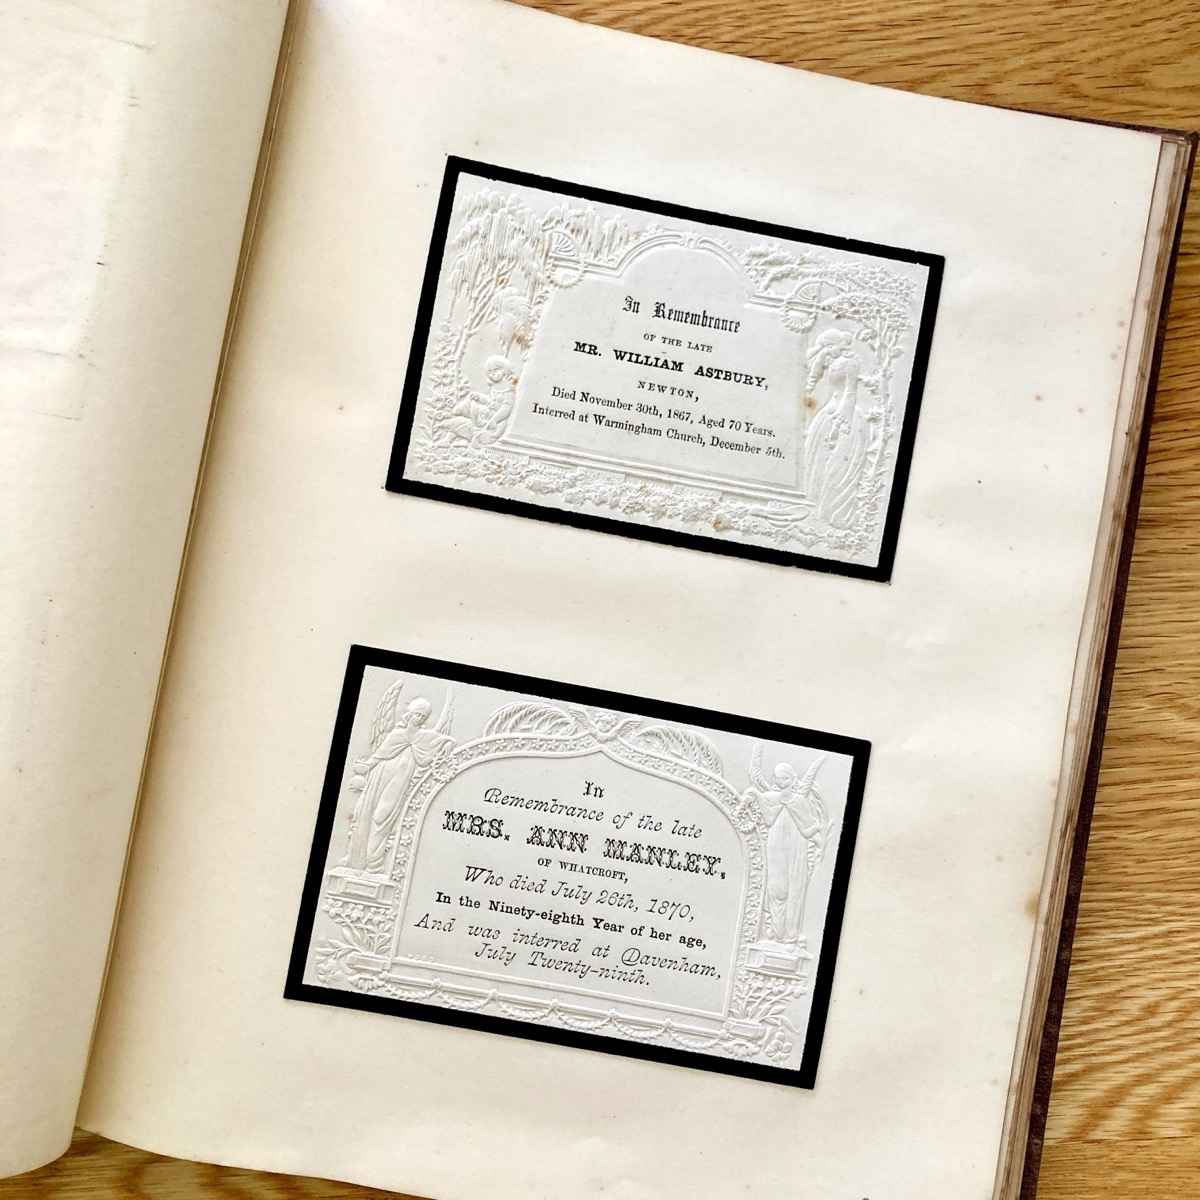 In Remembrance
OF THE LATE
MR. WILLIAM ASTBURY,
NEWTON,
Died November 30th, 1867, Aged 70 Years.
Interred at Warmingham Church, December 5th.
In
Remembrance of the late
MRS. ANN MANLEY,
OF WHATCROFT,
Who died July 26th, 1870,
In the Ninety-eighth Year of her age,
And was interred at Davenham,
July Twenty-ninth.